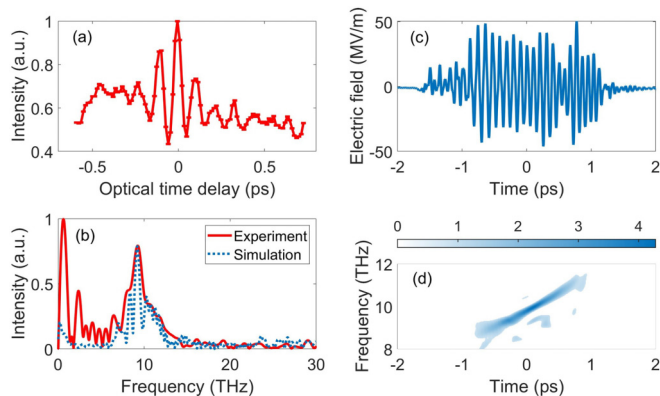 (a)
Intensity (a.u.)
1
0.8
0.6
0.4
-0.5
0
0.5
Optical time delay (ps)
(c)
Electric field (MV/m)
50
0
-50
-2
-1
0
1
2
Time (ps)
(b)
Experiment
Simulation
Intensity (a.u.)
1
0.5
0
0
10
20
30
Frequency (THz)
0
1
2
3
4
(d)
Frequency (THz)
12
10
8
-2
-1
0
1
2
Time (ps)